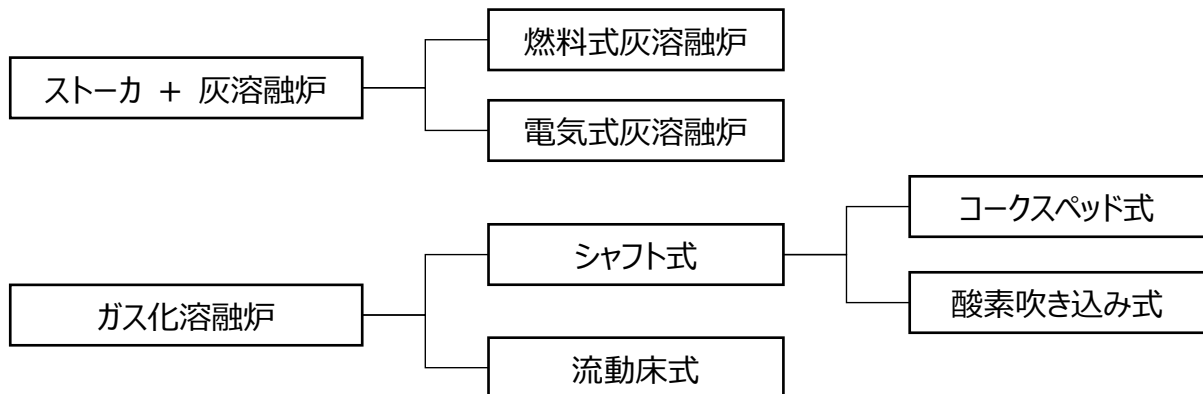 ストーカ + 灰溶融炉
燃料式灰溶融炉
電気式灰溶融炉
ガス化溶融炉
シャフト式
流動床式
コークスペッド式
酸素吹き込み式